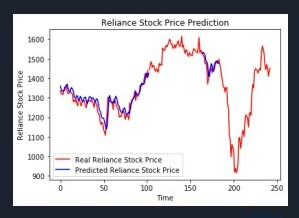 Reliance Stock Price Prediction
1600
1500
1400
1300
1200
1100
1000
900
Reliance Stock Price
Real Reliance Stock Price
Predicted Reliance Stock Price
0 50 100 150 200 250
Time